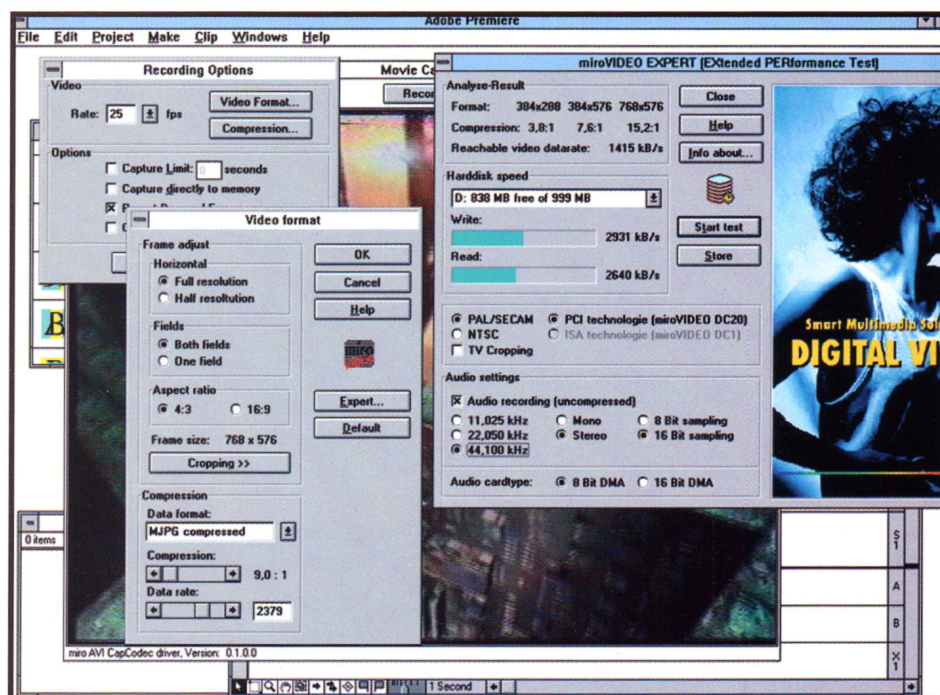 Adobe Premiere
File Edit Project Make Clip Windows Help
Recording Options
Video
Rate: 25 fps
Video Format...
Compression...
Options
Capture Limit: 0 seconds
Capture directly to memory
Movie Ca
Recor
Video format
Frame adjust
Horizontal
Full resolution
Half resoltution
Fields
Both fields
One field
Aspect ratio
4:3 16:9
Frame size: 768 x 576
Cropping >>
Compression
Data format:
MJPG compressed
Compression:
9,0 : 1
Data rate:
2379
OK
Cancel
Help
miro
Expert...
Default
miroVIDEO EXPERT (EXtended PERformance Test)
Analyse-Result
Format: 384x288 384x576 768x576
Compression: 3,8:1 7,6:1 15,2:1
Reachable video datarate: 1415 kB/s
Close
Help
Info about...
Harddisk speed
D: 838 MB free of 999 MB
Write:
2931 kB/s
Read:
2640 kB/s
Start test
Store
PAL/SECAM PCI technologie (miroVIDEO DC20)
NTSC ISA technologie (miroVIDEO DC1)
TV Cropping
Audio settings
Audio recording (uncompressed)
11,025 kHz Mono 8 Bit sampling
22,050 kHz Stereo 16 Bit sampling
44,100 kHz
Audio cardtype: 8 Bit DMA 16 Bit DMA
Smart Multimedia Sol
DIGITAL VI
B
0 items
S
1
A
B
X
1
miro AVI CapCodec driver, Version: 0.1.0.0
1 Second